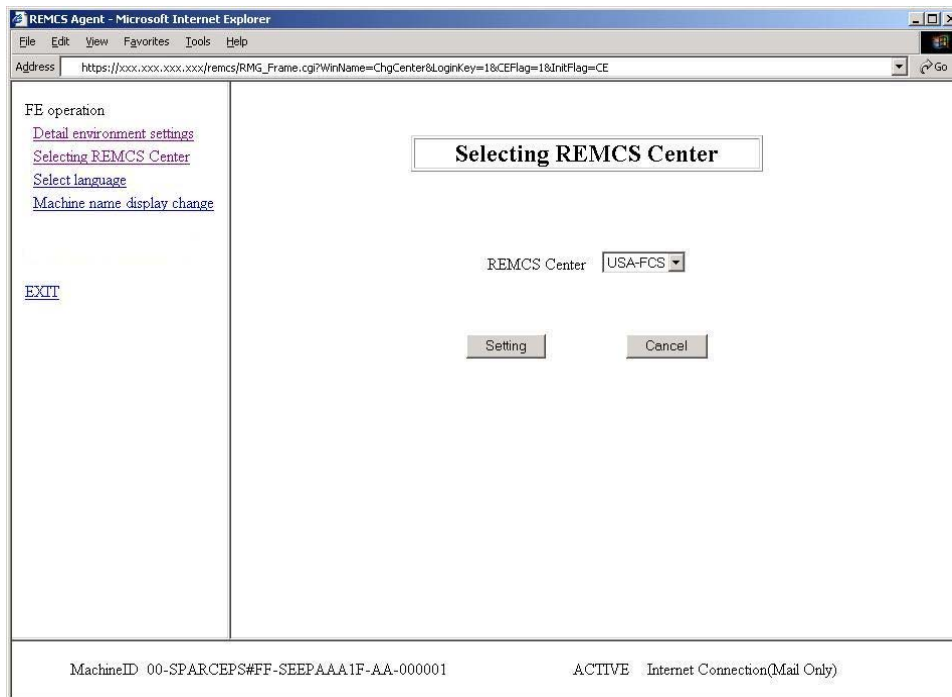 REMCS Agent - Microsoft Internet Explorer
File Edit View Favorites Tools Help
Address https://xxx.xxx.xxx.xxx/remcs/RMG_Frame.cgi?WinName=ChgCenter&LoginKey=1&CEFlag=1&InitFlag=CE Go
FE operation
Detail environment settings
Selecting REMCS Center
Select language
Machine name display change
EXIT
Selecting REMCS Center
REMCS Center USA-FCS
Setting Cancel
MachineID 00-SPARCEPS#FF-SEEPAAA1F-AA-000001 ACTIVE Internet Connection(Mail Only)